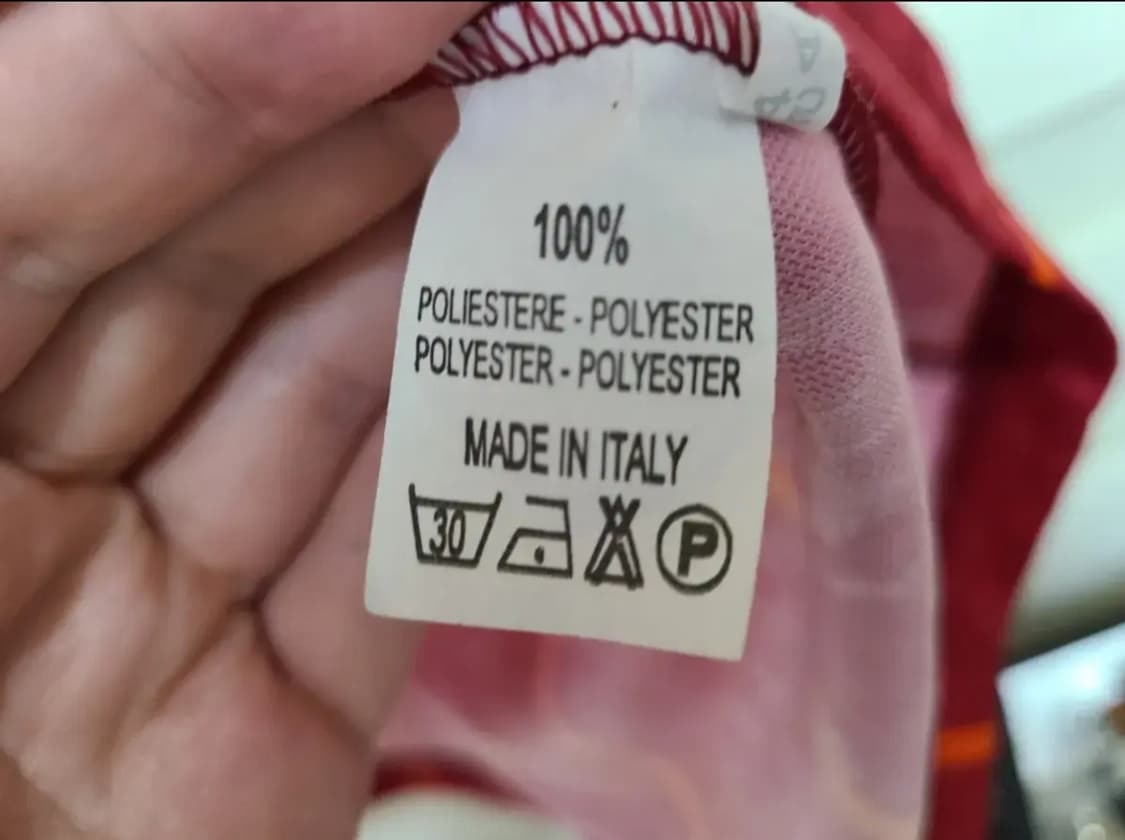 100%
POLIESTERE - POLYESTER
POLYESTER - POLYESTER
MADE IN ITALY
30 P